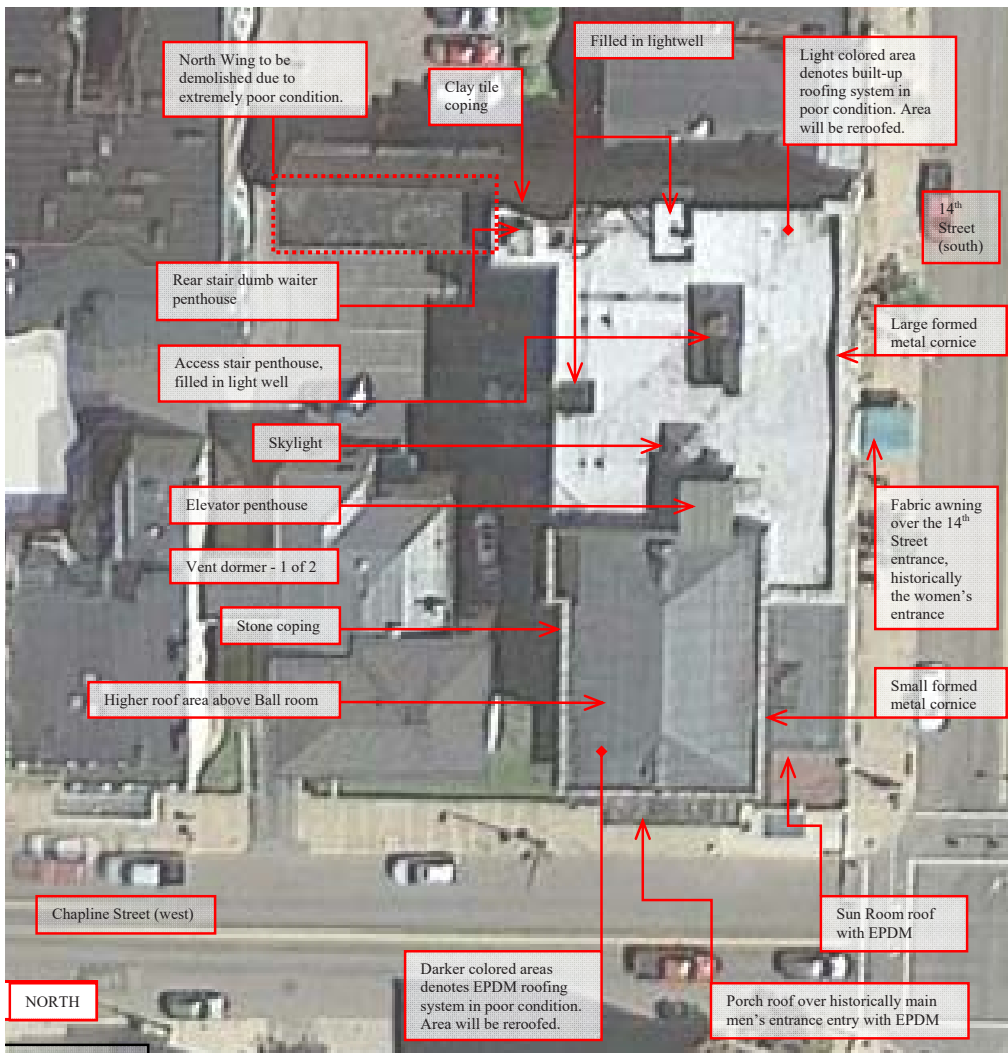 North Wing to be
demolished due to
extremely poor condition.
Clay tile
coping
Filled in lightwell
Light colored area
denotes built-up
roofing system in
poor condition. Area
will be reroofed.
14th
Street
(south)
Rear stair dumb waiter
penthouse
Large formed
metal cornice
Access stair penthouse,
filled in light well
Skylight
Elevator penthouse
Fabric awning
over the 14th
Street
entrance,
historically
the women's
entrance
Vent dormer - 1 of 2
Stone coping
Higher roof area above Ball room
Small formed
metal cornice
Chapline Street (west)
Sun Room roof
with EPDM
Darker colored areas
denotes EPDM roofing
system in poor condition.
Area will be reroofed.
Porch roof over historically main
men's entrance entry with EPDM
NORTH